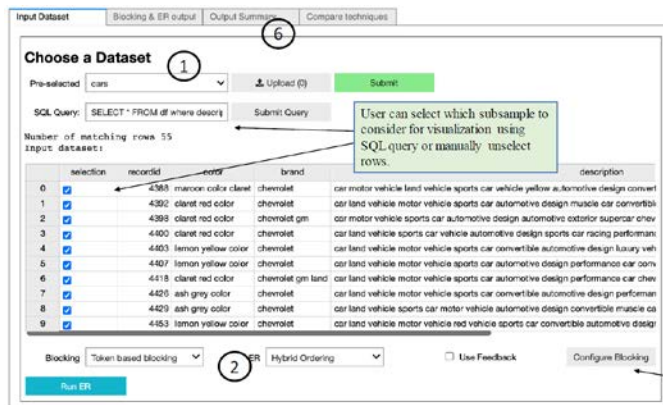 Input Dataset Blocking & ER output Output Summary Compare techniques
6
Choose a Dataset
1
Pre-selected cars Upload (0) Submit
SQL Query: SELECT * FROM df where descrip Submit Query
User can select which subsample to
consider for visualization using
SQL query or manually unselect
rows.
Number of matching rows 55
input dataset:
selection recordid color brand description
0 4388 maroon color claret chevrolet car motor vehicle land vehicle sports car vehicle yellow automotive design convert
1 4392 claret red color chevrolet car land vehicle motor vehicle sports car automotive design muscle car convertibl
2 4398 claret red color chevrolet gm car motor vehicle sports car automotive design automotive exterior supercar chev
3 4400 claret red color chevrolet car land vehicle sports car vehicle automotive design sports car racing performanc
4 4403 lemon yellow color chevrolet car land vehicle motor vehicle sports car convertible automotive design luxury veh
5 4407 lemon yellow color chevrolet car land vehicle motor vehicle sports car automotive design performance car conv
6 4418 claret red color chevrolet gm land car land vehicle motor vehicle sports car automotive design performance car chev
7 4426 ash grey color chevrolet car land vehicle motor vehicle sports car convertible automotive design performan
8 4429 ash grey color chevrolet car land vehicle sports car motor vehicle automotive design convertible muscle ca
9 4453 lemon yellow color chevrolet car land vehicle motor vehicle red vehicle sports car convertible automotive desig
Blocking Token based blocking 2 ER Hybrid Ordering Use Feedback Configure Blocking
Run ER